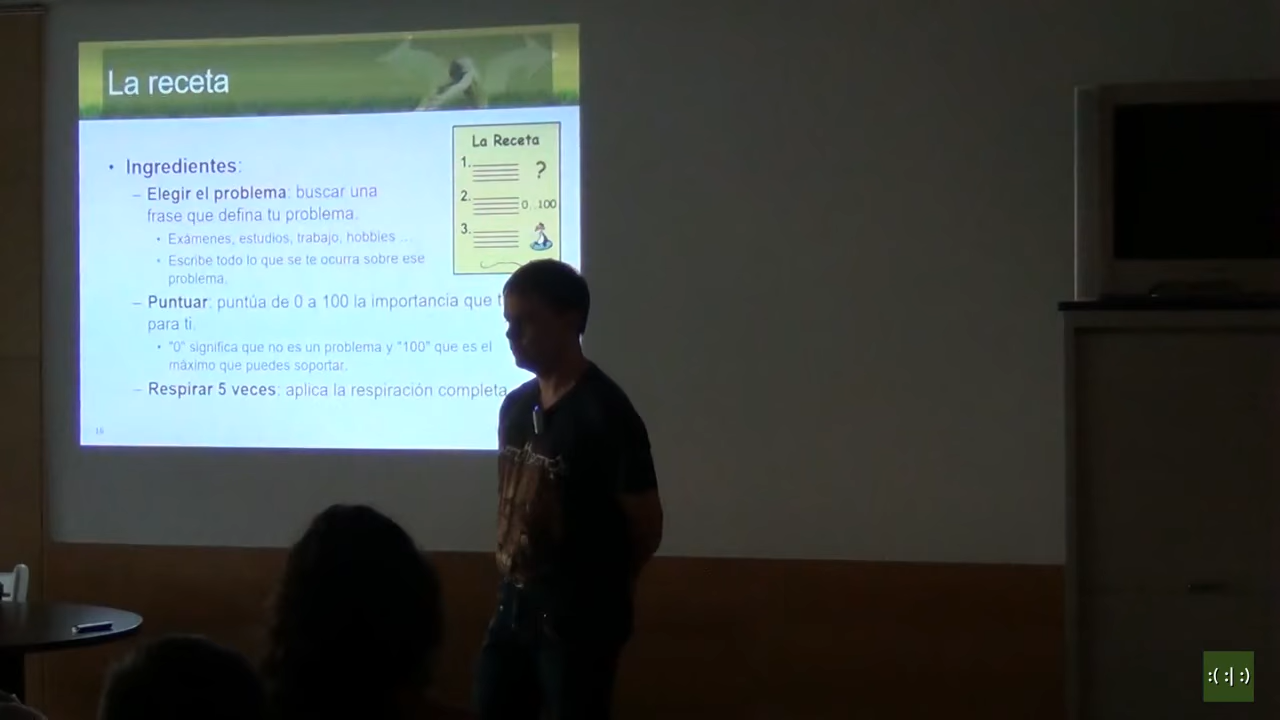 La receta
• Ingredientes:
– Elegir el problema: buscar una
frase que defina tu problema.
• Exámenes, estudios, trabajo, hobbies ...
• Escribe todo lo que se te ocurra sobre ese
problema.
– Puntuar: puntúa de 0 a 100 la importancia que
para ti.
• "0" significa que no es un problema y "100" que es el
máximo que puedes soportar.
– Respirar 5 veces: aplica la respiración completa
16
La Receta
1. ?
2. 0..100
3.
:( :| :)